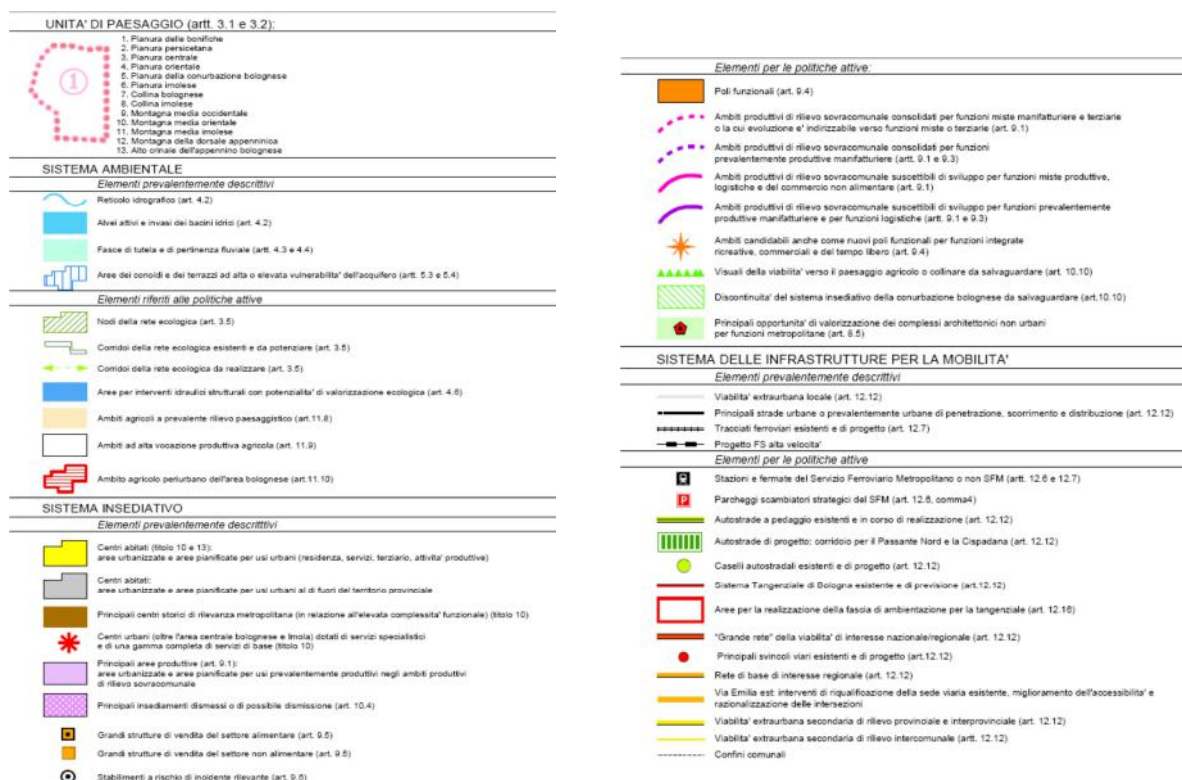 UNITA' DI PAESAGGIO (artt. 3.1 e 3.2):
1
1. Pianura delle bonifiche
2. Pianura persicetana
3. Pianura centrale
4. Pianura orientale
5. Pianura della conurbazione bolognese
6. Pianura imolese
7. Collina bolognese
8. Collina imolese
9. Montagna media occidentale
10. Montagna media orientale
11. Montagna media imolese
12. Montagna della dorsale appenninica
13. Alto crinale dell'appennino bolognese
SISTEMA AMBIENTALE
Elementi prevalentemente descrittivi
Reticolo idrografico (art. 4.2)
Alvei attivi e invasi dei bacini idrici (art. 4.2)
Fasce di tutela e di pertinenza fluviale (artt. 4.3 e 4.4)
Aree dei conoidi e dei terrazzi ad alta o elevata vulnerabilita' dell'acquifero (artt. 5.3 e 5.4)
Elementi riferiti alle politiche attive
Nodi della rete ecologica (art. 3.5)
Corridoi della rete ecologica esistenti e da potenziare (art. 3.5)
Corridoi della rete ecologica da realizzare (art. 3.5)
Aree per interventi idraulici strutturali con potenzialita' di valorizzazione ecologica (art. 4.6)
Ambiti agricoli a prevalente rilievo paesaggistico (art.11.8)
Ambiti ad alta vocazione produttiva agricola (art. 11.9)
Ambito agricolo periurbano dell'area bolognese (art.11.10)
SISTEMA INSEDIATIVO
Elementi prevalentemente descritttivi
Centri abitati (titolo 10 e 13):
aree urbanizzate e aree pianificate per usi urbani (residenza, servizi, terziario, attivita' produttive)
Centri abitati:
aree urbanizzate e aree pianificate per usi urbani al di fuori del territorio provinciale
Principali centri storici di rilevanza metropolitana (in relazione all'elevata complessita' funzionale) (titolo 10)
Centri urbani (oltre l'area centrale bolognese e Imola) dotati di servizi specialistici
e di una gamma completa di servizi di base (titolo 10)
Principali aree produttive (art. 9.1):
aree urbanizzate e aree pianificate per usi prevalentemente produttivi negli ambiti produttivi
di rilievo sovracomunale
Principali insediamenti dismessi o di possibile dismissione (art. 10.4)
Grandi strutture di vendita del settore alimentare (art. 9.5)
Grandi strutture di vendita del settore non alimentare (art. 9.5)
Stabilimenti a rischio di incidente rilevante (art. 9.6)
Elementi per le politiche attive:
Poli funzionali (art. 9.4)
Ambiti produttivi di rilievo sovracomunale consolidati per funzioni miste manifatturiere e terziarie
o la cui evoluzione e' indirizzabile verso funzioni miste o terziarie (art. 9.1)
Ambiti produttivi di rilievo sovracomunale consolidati per funzioni
prevalentemente produttive manifatturiere (artt. 9.1 e 9.3)
Ambiti produttivi di rilievo sovracomunale suscettibili di sviluppo per funzioni miste produttive,
logistiche e del commercio non alimentare (art. 9.1)
Ambiti produttivi di rilievo sovracomunale suscettibili di sviluppo per funzioni prevalentemente
produttive manifatturiere e per funzioni logistiche (artt. 9.1 e 9.3)
Ambiti candidabili anche come nuovi poli funzionali per funzioni integrate
ricreative, commerciali e del tempo libero (art. 9.4)
Visuali della viabilita' verso il paesaggio agricolo o collinare da salvaguardare (art. 10.10)
Discontinuita' del sistema insediativo della conurbazione bolognese da salvaguardare (art.10.10)
Principali opportunita' di valorizzazione dei complessi architettonici non urbani
per funzioni metropolitane (art. 8.5)
SISTEMA DELLE INFRASTRUTTURE PER LA MOBILITA'
Elementi prevalentemente descrittivi
Viabilita' extraurbana locale (art. 12.12)
Principali strade urbane o prevalentemente urbane di penetrazione, scorrimento e distribuzione (art. 12.12)
Tracciati ferroviari esistenti e di progetto (art. 12.7)
Progetto FS alta velocita'
Elementi per le politiche attive
Stazioni e fermate del Servizio Ferroviario Metropolitano o non SFM (artt. 12.6 e 12.7)
P Parcheggi scambiatori strategici del SFM (art. 12.6, comma4)
Autostrade a pedaggio esistenti e in corso di realizzazione (art. 12.12)
Autostrade di progetto: corridoio per il Passante Nord e la Cispadana (art. 12.12)
Caselli autostradali esistenti e di progetto (art. 12.12)
Sistema Tangenziale di Bologna esistente e di previsione (art.12.12)
Aree per la realizzazione della fascia di ambientazione per la tangenziale (art. 12.16)
"Grande rete" della viabilita' di interesse nazionale/regionale (art. 12.12)
Principali svincoli viari esistenti e di progetto (art.12.12)
Rete di base di interesse regionale (art. 12.12)
Via Emilia est: interventi di riqualificazione della sede viaria esistente, miglioramento dell'accessibilita' e
razionalizzazione delle intersezioni
Viabilita' extraurbana secondaria di rilievo provinciale e interprovinciale (art. 12.12)
Viabilita' extraurbana secondaria di rilievo intercomunale (artt. 12.12)
Confini comunali